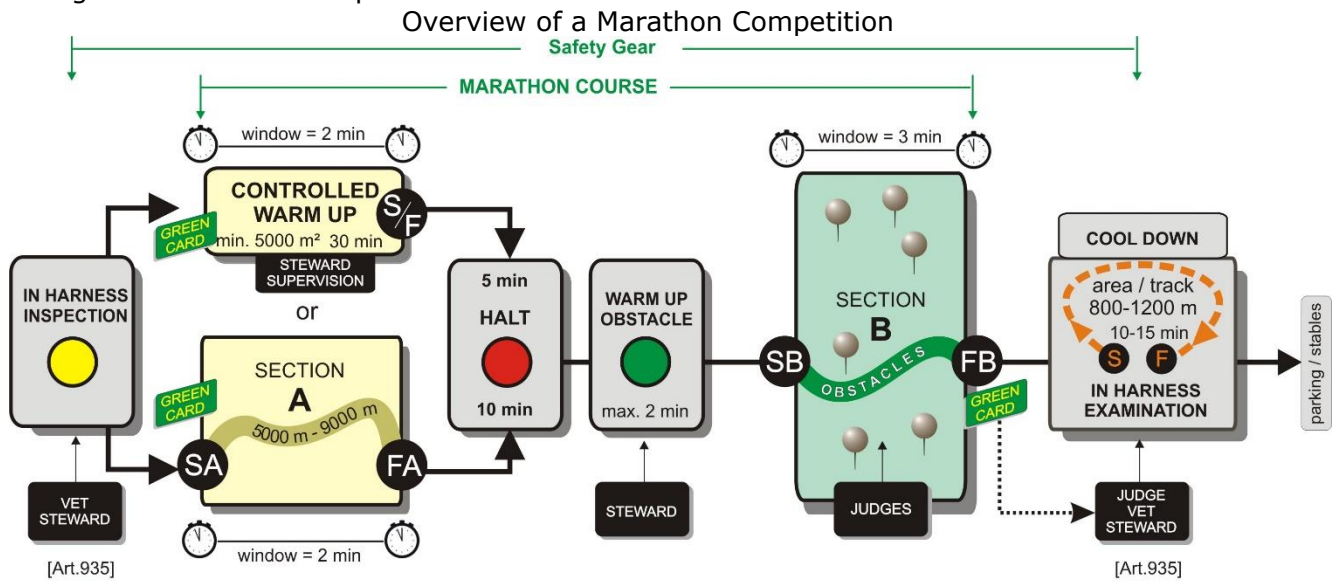 Overview of a Marathon Competition
Safety Gear
MARATHON COURSE
window = 2 min
window = 3 min
CONTROLLED
WARM UP
S/F
min. 5000 m² 30 min
GREEN
CARD
STEWARD
SUPERVISION
or
IN HARNESS
INSPECTION
VET
STEWARD
[Art.935]
GREEN
CARD
SECTION
A
5000 m - 9000 m
SA
FA
window = 2 min
5 min
HALT
10 min
WARM UP
OBSTACLE
max. 2 min
STEWARD
SECTION
B
SB
OBSTACLES
FB
JUDGES
GREEN
CARD
COOL DOWN
area / track
800-1200 m
10-15 min
S F
IN HARNESS
EXAMINATION
JUDGE
VET
STEWARD
[Art.935]
parking / stables